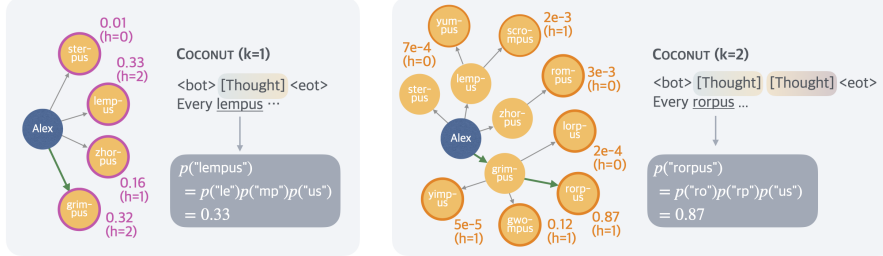 0.01
(h=0)
ster-
pus
0.33
(h=2)
lemp-
us
Alex
zhor-
pus
0.16
(h=1)
grim-
pus
0.32
(h=2)
COCONUT (k=1)
<bot> [Thought] <eot>
Every lempus ...
p("lempus")
= p("le")p("mp")p("us")
= 0.33
yum-
pus
2e-3
(h=1)
scro-
mpus
7e-4
(h=0)
ster-
pus
lemp-
us
3e-3
(h=0)
rom-
pus
zhor-
pus
Alex
lorp-
us
2e-4
(h=0)
grim-
pus
yimp-
us
rorp-
us
5e-5
(h=1)
gwo-
mpus
0.12
(h=1)
0.87
(h=1)
COCONUT (k=2)
<bot> [Thought] [Thought] <eot>
Every rorpus ...
p("rorpus")
= p("ro")p("rp")p("us")
= 0.87